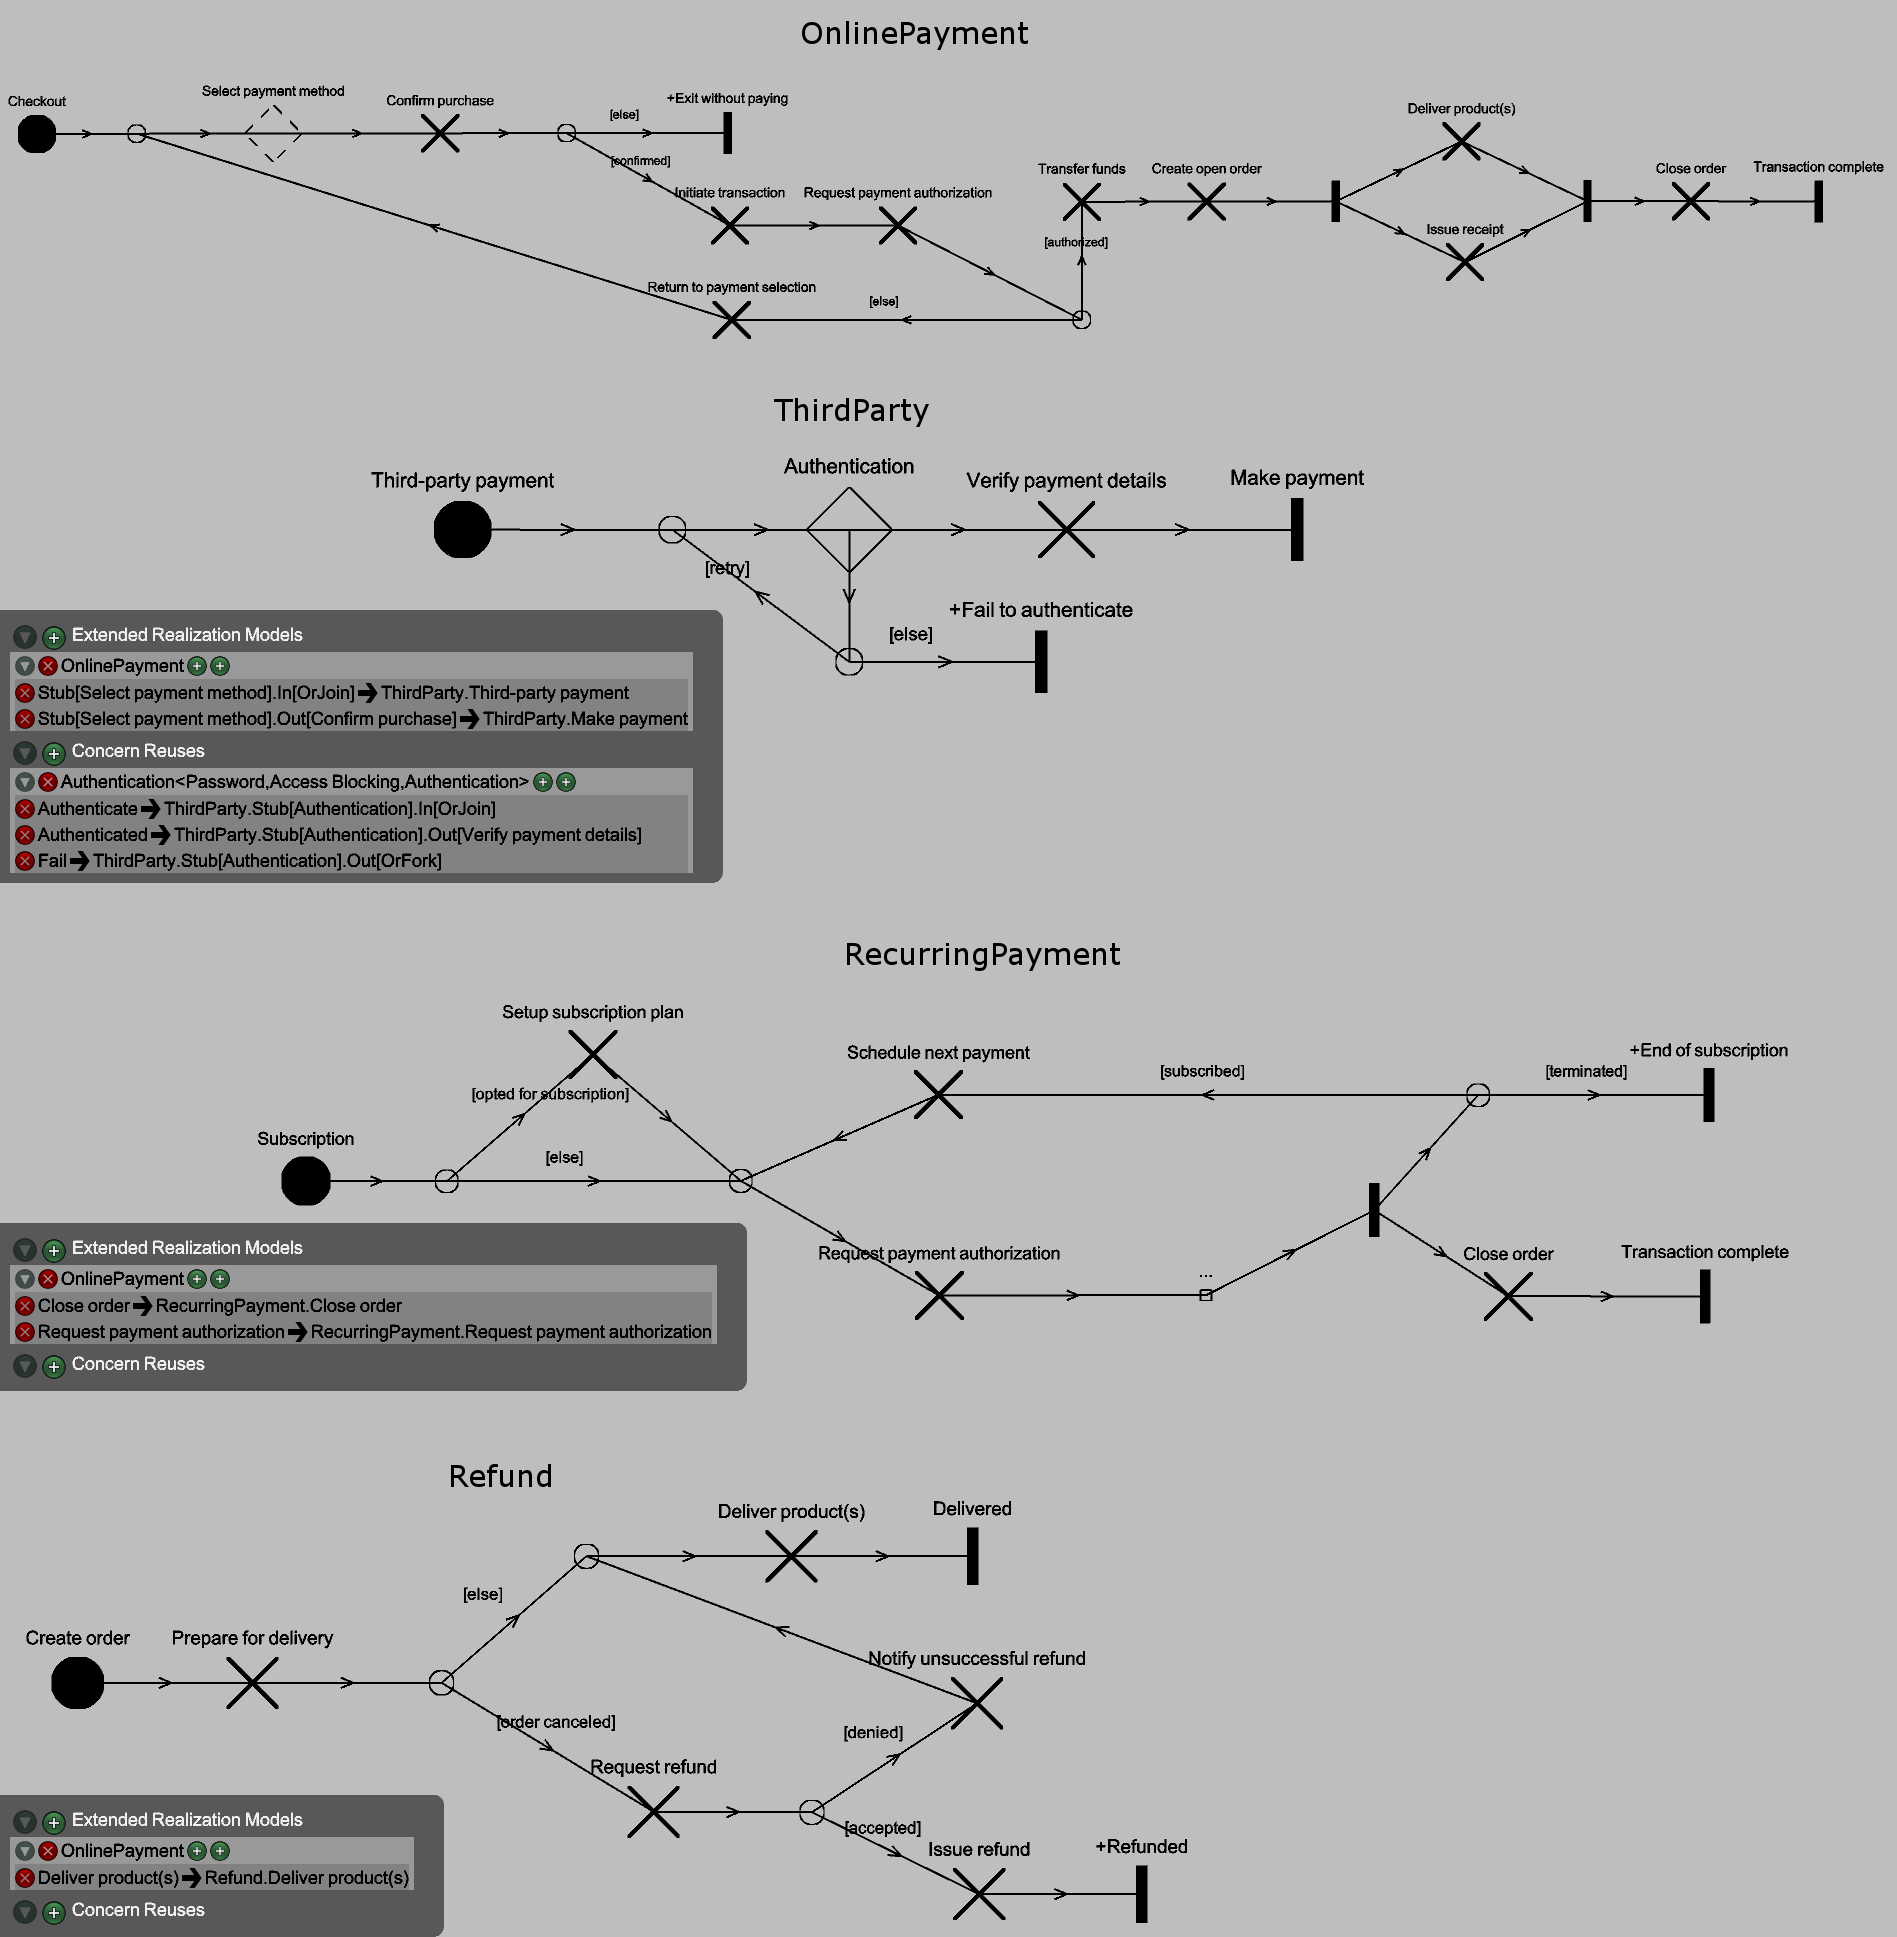 OnlinePayment
Checkout
Select payment method
Confirm purchase
[else]
+Exit without paying
[confirmed]
Initiate transaction
Request payment authorization
Return to payment selection
[else]
Transfer funds
[authorized]
Create open order
Deliver product(s)
Issue receipt
Close order
Transaction complete
ThirdParty
Third-party payment
Authentication
Verify payment details
Make payment
[retry]
[else]
+Fail to authenticate
Extended Realization Models
OnlinePayment
Stub[Select payment method].In[OrJoin] ThirdParty.Third-party payment
Stub[Select payment method].Out[Confirm purchase] ThirdParty.Make payment
Concern Reuses
Authentication<Password,Access Blocking,Authentication>
Authenticate ThirdParty.Stub[Authentication].In[OrJoin]
Authenticated ThirdParty.Stub[Authentication].Out[Verify payment details]
Fail ThirdParty.Stub[Authentication].Out[OrFork]
RecurringPayment
Setup subscription plan
Schedule next payment
[subscribed]
[terminated]
+End of subscription
[opted for subscription]
Subscription
[else]
Request payment authorization
...
Close order
Transaction complete
Extended Realization Models
OnlinePayment
Close order RecurringPayment.Close order
Request payment authorization RecurringPayment.Request payment authorization
Concern Reuses
Refund
Deliver product(s)
Delivered
[else]
Create order
Prepare for delivery
Notify unsuccessful refund
[order canceled]
[denied]
Request refund
[accepted]
Issue refund
+Refunded
Extended Realization Models
OnlinePayment
Deliver product(s) Refund.Deliver product(s)
Concern Reuses